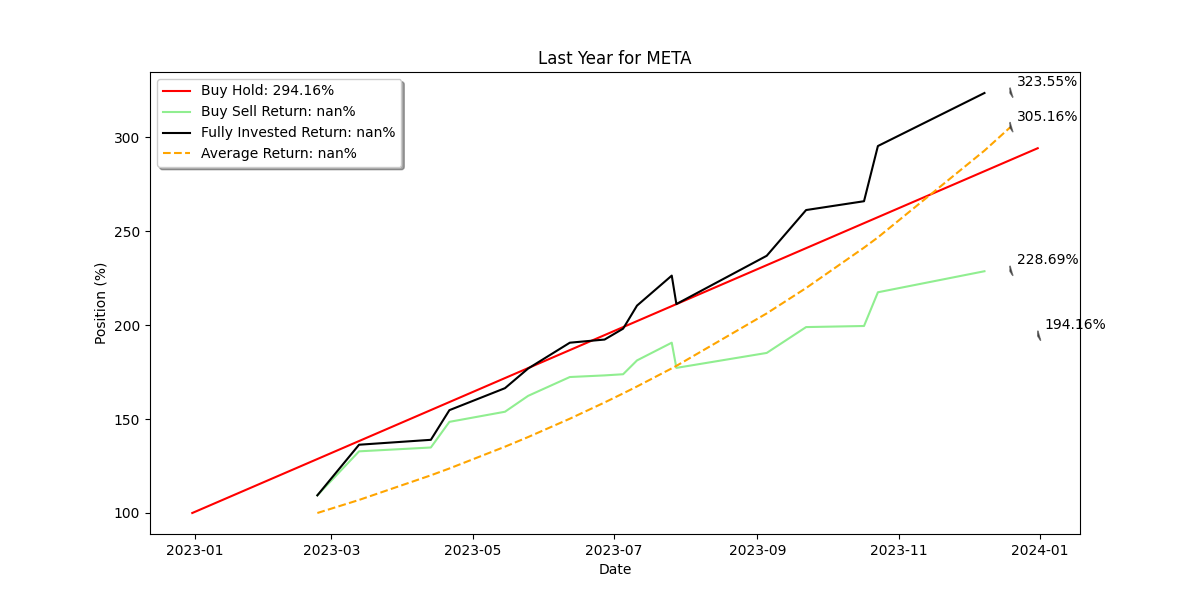 Last Year for META
Buy Hold: 294.16%
Buy Sell Return: nan%
Fully Invested Return: nan%
Average Return: nan%
323.55%
305.16%
228.69%
194.16%
300
250
200
150
100
Position (%)
2023-01
2023-03
2023-05
2023-07
2023-09
2023-11
2024-01
Date